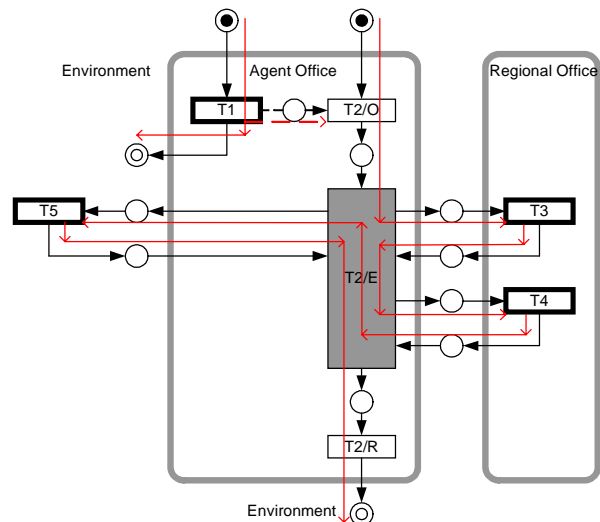 Environment
Agent Office
Regional Office
T1
T2/O
T5
T3
T2/E
T4
T2/R
Environment